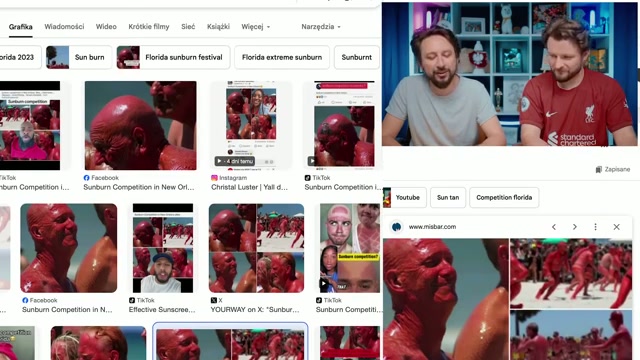 Grafika
Wiadomości
Wideo
Krótkie filmy
Sieć
Książki
Więcej
Narzędzia
orida 2023
Sun burn
Florida sunburn festival
Florida extreme sunburn
Sunburnt
Sunburn competition
4 dni temu
TikTok
Facebook
Instagram
TikTok
nburn Competition i...
Sunburn Competition in New Orl...
Christal Luster | Yall d...
Sunburn Competition i
Sunburn competition?
Facebook
TikTok
X
TikTok
Sunburn Competition in N...
Effective Sunscree...
YOURWAY on X: "Sunbur...
Sunburn Competiti
standard
chartered
Zapisane
Youtube
Sun tan
Competition florida
www.misbar.com